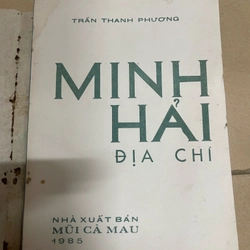 TRẦN THANH PHƯƠNG
MINH
HẢI
ĐỊA CHÍ
NHÀ XUẤT BẢN
MŨI CÀ MAU
1985